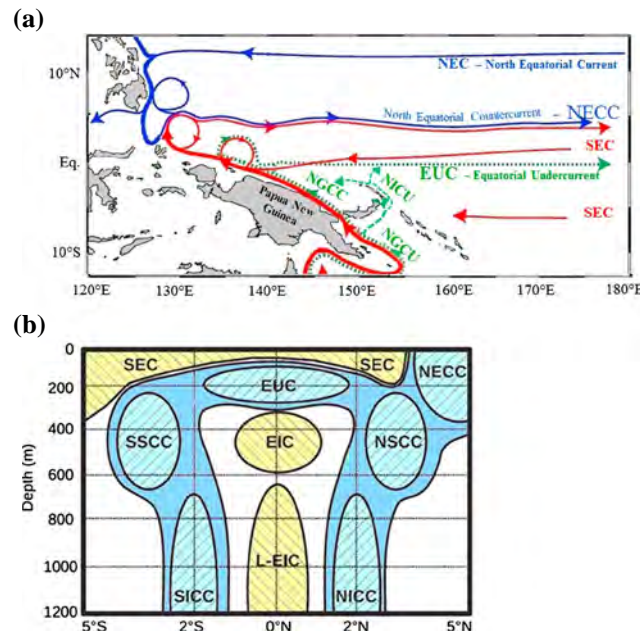 (a)
10°N
NEC – North Equatorial Current
North Equatorial Countercurrent – NECC
SEC
Eq.
EUC – Equatorial Undercurrent
NGCC
NICU
Papua New
Guinea
SEC
NGCU
10°S
120°E 130°E 140°E 150°E 160°E 170°E 180°E
(b)
0
SEC SEC NECC
EUC
200
400
SSCC EIC NSCC
Depth (m)
600
800
L-EIC
1000
SICC NICC
1200
5°S 2°S 0°N 2°N 5°N